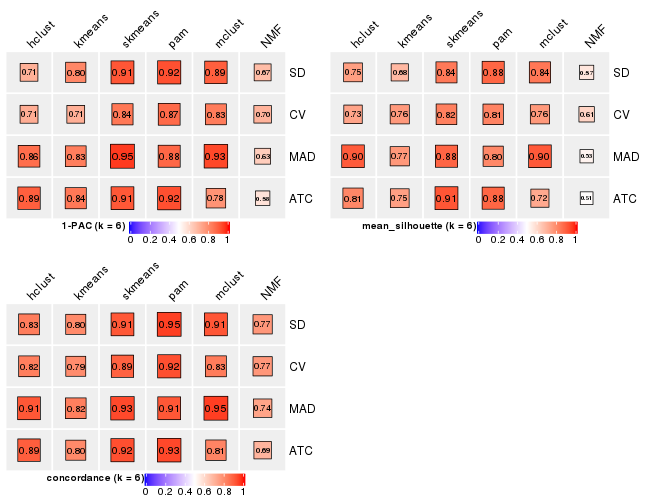 hclust kmeans skmeans pam mclust NMF
0.71 0.80 0.91 0.92 0.89 0.67 SD
0.71 0.71 0.84 0.87 0.83 0.70 CV
0.86 0.83 0.95 0.88 0.93 0.63 MAD
0.89 0.84 0.91 0.92 0.78 0.58 ATC
1-PAC (k = 6)
0 0.2 0.4 0.6 0.8 1
hclust kmeans skmeans pam mclust NMF
0.75 0.68 0.84 0.88 0.84 0.57 SD
0.73 0.76 0.82 0.81 0.76 0.61 CV
0.90 0.77 0.88 0.80 0.90 0.53 MAD
0.81 0.75 0.91 0.88 0.72 0.51 ATC
mean_silhouette (k = 6)
0 0.2 0.4 0.6 0.8 1
hclust kmeans skmeans pam mclust NMF
0.83 0.80 0.91 0.95 0.91 0.77 SD
0.82 0.79 0.89 0.92 0.83 0.77 CV
0.91 0.82 0.93 0.91 0.95 0.74 MAD
0.89 0.80 0.92 0.93 0.81 0.69 ATC
concordance (k = 6)
0 0.2 0.4 0.6 0.8 1